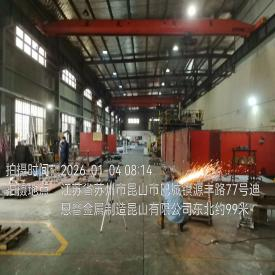 拍摄时间：2026-01-04 08:14
拍摄地点：江苏省苏州市昆山市巴城镇源丰路77号迪
恩誉金属制造昆山有限公司东北约99米